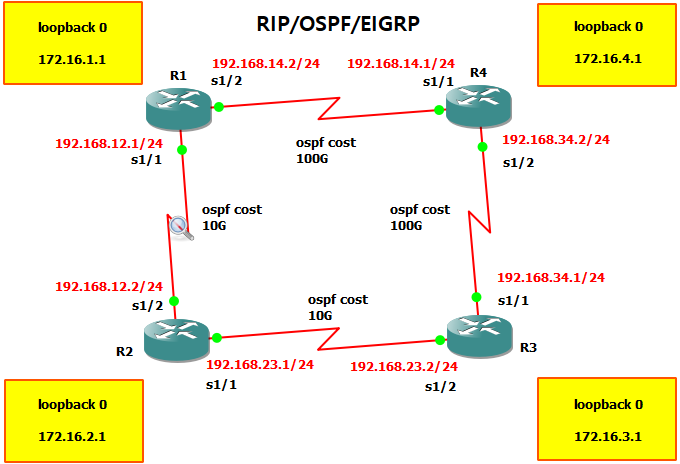 RIP/OSPF/EIGRP
loopback 0
172.16.1.1
loopback 0
172.16.4.1
R1
192.168.14.2/24
s1/2
192.168.14.1/24
s1/1
R4
192.168.12.1/24
s1/1
ospf cost
100G
192.168.34.2/24
s1/2
ospf cost
10G
ospf cost
100G
192.168.12.2/24
s1/2
192.168.34.1/24
s1/1
ospf cost
10G
R2
R3
192.168.23.1/24
s1/1
192.168.23.2/24
s1/2
loopback 0
172.16.2.1
loopback 0
172.16.3.1